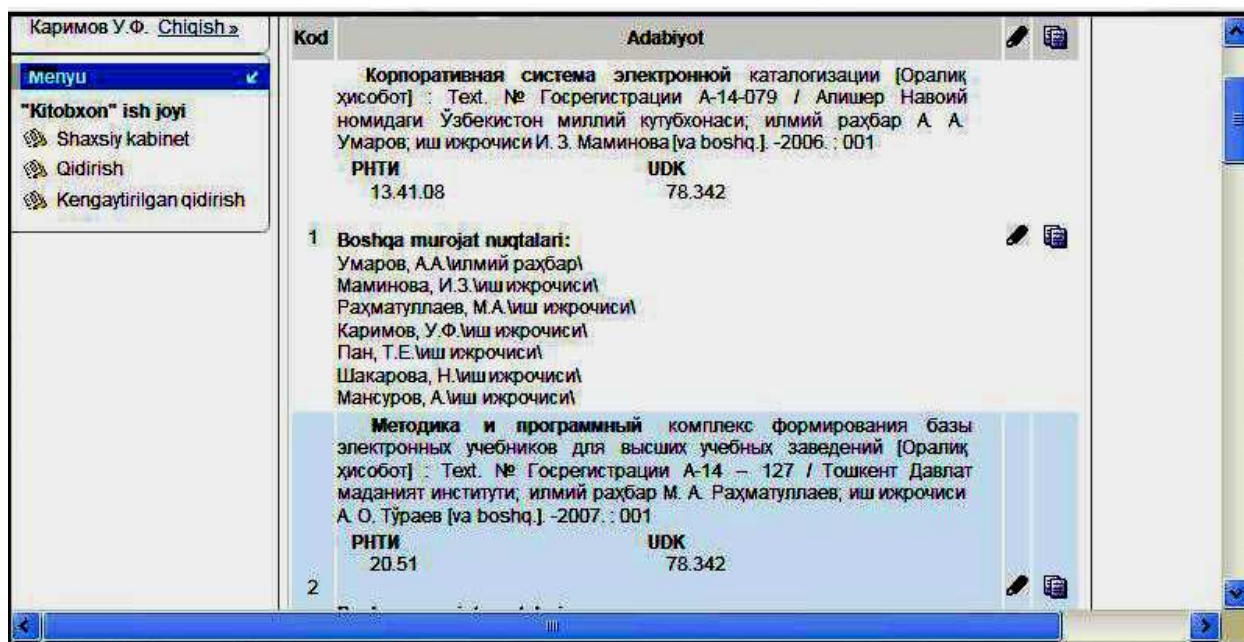 Каримов У.Ф. Chiqish »
Menyu
"Kitobxon" ish joyi
Shaxsiy kabinet
Qidirish
Kengaytirilgan qidirish
Kod Adabiyot
Корпоративная система электронной каталогизации [Оралиқ
ҳисобот] : Text. № Госрегистрации А-14-079 / Алишер Навоий
номидаги Ўзбекистон миллий кутубхонаси; илмий раҳбар А. А.
Умаров; иш ижрочиси И. З. Маминова [va boshq.]. -2006. : 001
РНТИ UDK
13.41.08 78.342
1 Boshqa murojat nuqtalari:
Умаров, А.А.\илмий раҳбар\
Маминова, И.З.\иш ижрочиси\
Раҳматуллаев, М.А.\иш ижрочиси\
Каримов, У.Ф.\иш ижрочиси\
Пан, Т.Е.\иш ижрочиси\
Шакарова, Н.\иш ижрочиси\
Мансуров, А.\иш ижрочиси\
Методика и программный комплекс формирования базы
электронных учебников для высших учебных заведений [Оралиқ
ҳисобот] : Text. № Госрегистрации А-14 – 127 / Тошкент Давлат
маданият институти; илмий раҳбар М. А. Раҳматуллаев; иш ижрочиси
А. О. Тўраев [va boshq.]. -2007. : 001
РНТИ UDK
20.51 78.342
2